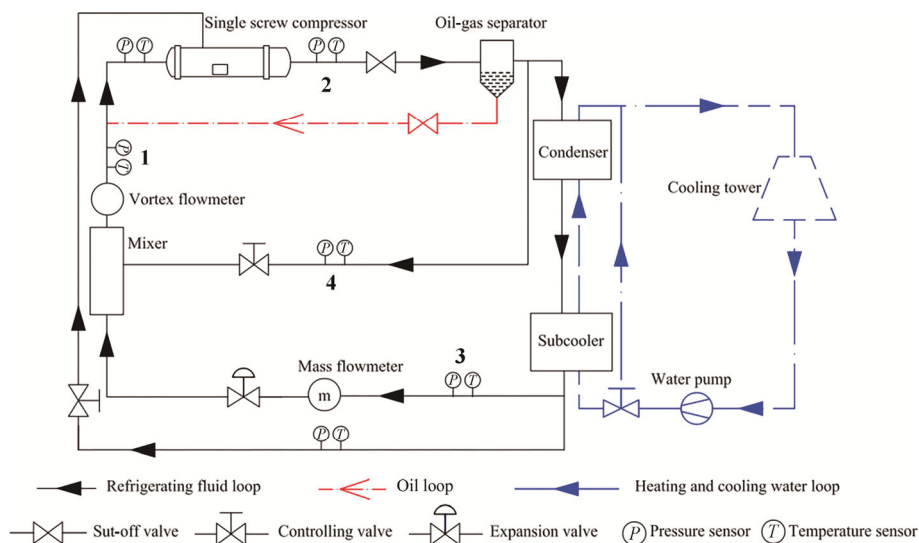 Single screw compressor
Oil-gas separator
P T
P T
2
1
P
T
Condenser
Cooling tower
Vortex flowmeter
Mixer
P T
4
Subcooler
3
Mass flowmeter
P T
m
Water pump
P T
Refrigerating fluid loop
Oil loop
Heating and cooling water loop
Sut-off valve
Controlling valve
Expansion valve
P Pressure sensor
T Temperature sensor